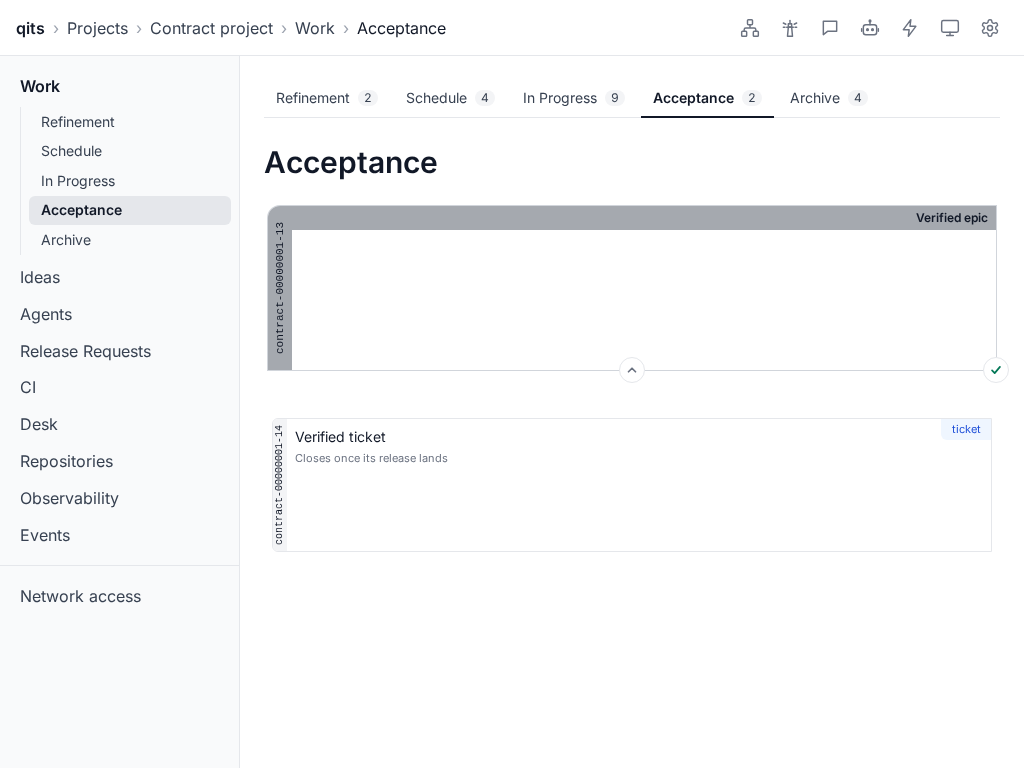 qits › Projects › Contract project › Work › Acceptance
Work
Refinement
Schedule
In Progress
Acceptance
Archive
Ideas
Agents
Release Requests
CI
Desk
Repositories
Observability
Events
Network access
Refinement 2 Schedule 4 In Progress 9 Acceptance 2 Archive 4
Acceptance
Verified epic
contract-00000001-13
contract-00000001-14
Verified ticket
ticket
Closes once its release lands